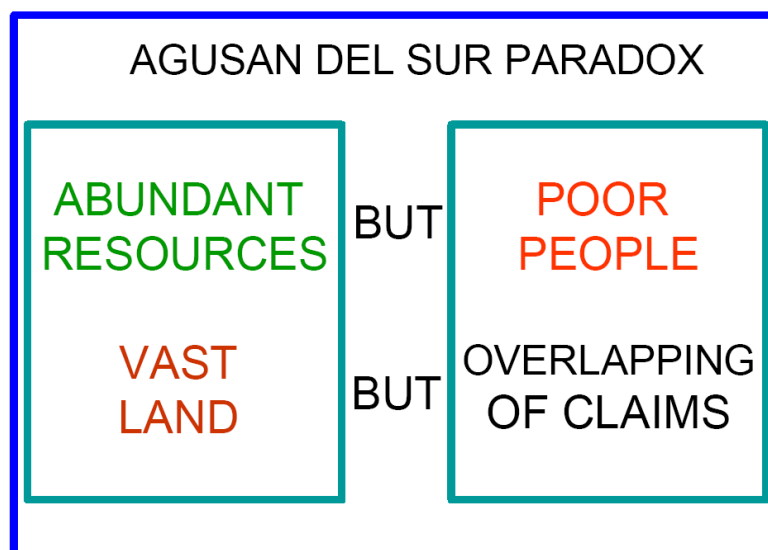 AGUSAN DEL SUR PARADOX
ABUNDANT
RESOURCES
BUT
POOR
PEOPLE
VAST
LAND
BUT
OVERLAPPING
OF CLAIMS